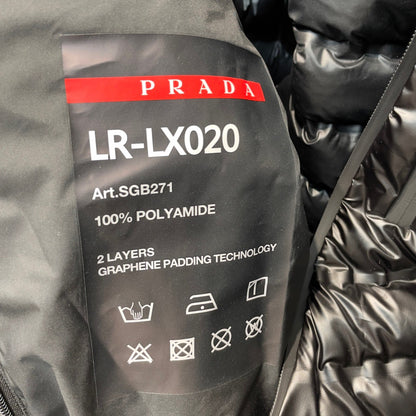 PRADA
LR-LX020
Art.SGB271
100% POLYAMIDE
2 LAYERS
GRAPHENE PADDING TECHNOLOGY